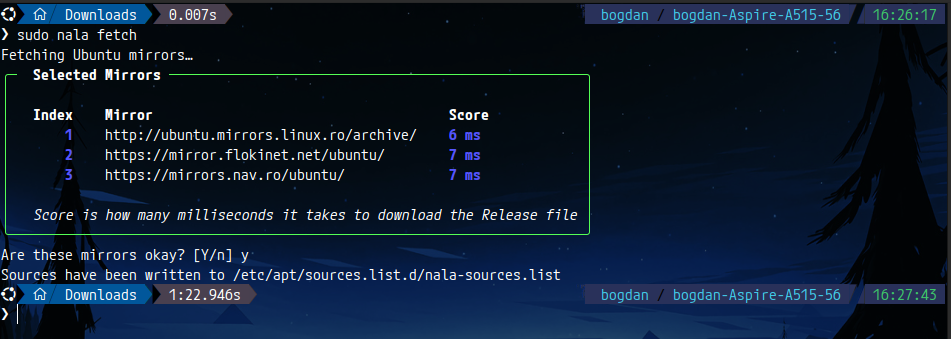 Downloads 0.007s bogdan / bogdan-Aspire-A515-56 16:26:17
❯ sudo nala fetch
Fetching Ubuntu mirrors…
Selected Mirrors
Index Mirror Score
1 http://ubuntu.mirrors.linux.ro/archive/ 6 ms
2 https://mirror.flokinet.net/ubuntu/ 7 ms
3 https://mirrors.nav.ro/ubuntu/ 7 ms
Score is how many milliseconds it takes to download the Release file
Are these mirrors okay? [Y/n] y
Sources have been written to /etc/apt/sources.list.d/nala-sources.list
Downloads 1:22.946s bogdan / bogdan-Aspire-A515-56 16:27:43
❯